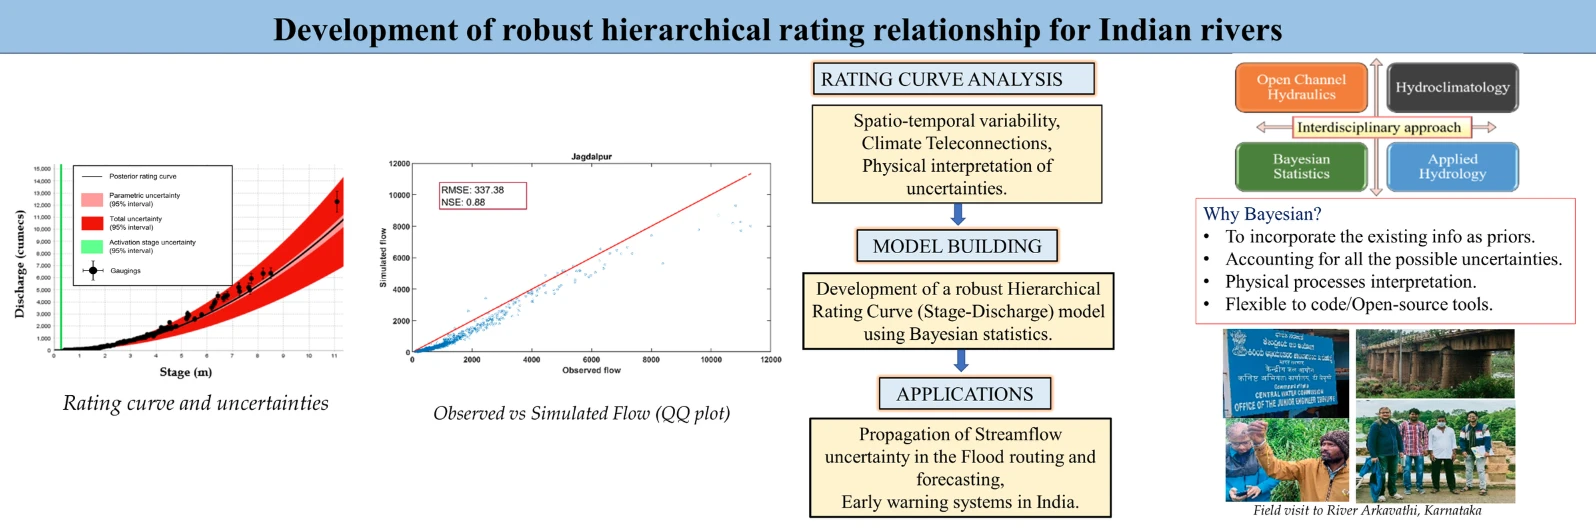 Development of robust hierarchical rating relationship for Indian rivers
15,000
14,000
13,000
12,000
11,000
10,000
9,000
8,000
7,000
6,000
5,000
4,000
3,000
2,000
1,000
0
Discharge (cumecs)
Posterior rating curve
Parametric uncertainty
(95% interval)
Total uncertainty
(95% interval)
Activation stage uncertainty
(95% interval)
Gaugings
0 1 2 3 4 5 6 7 8 9 10 11
Stage (m)
Rating curve and uncertainties
Jagdalpur
12000
10000
8000
6000
4000
2000
0
Simulated flow
RMSE: 337.38
NSE: 0.88
0 2000 4000 6000 8000 10000 12000
Observed flow
Observed vs Simulated Flow (QQ plot)
RATING CURVE ANALYSIS
Spatio-temporal variability,
Climate Teleconnections,
Physical interpretation of
uncertainties.
MODEL BUILDING
Development of a robust Hierarchical
Rating Curve (Stage-Discharge) model
using Bayesian statistics.
APPLICATIONS
Propagation of Streamflow
uncertainty in the Flood routing and
forecasting,
Early warning systems in India.
Open Channel
Hydraulics
Hydroclimatology
Interdisciplinary approach
Bayesian
Statistics
Applied
Hydrology
Why Bayesian?
• To incorporate the existing info as priors.
• Accounting for all the possible uncertainties.
• Physical processes interpretation.
• Flexible to code/Open-source tools.
केन्द्रीय जल आयोग
CENTRAL WATER COMMISSION
OFFICE OF THE JUNIOR ENGINEER
Field visit to River Arkavathi, Karnataka